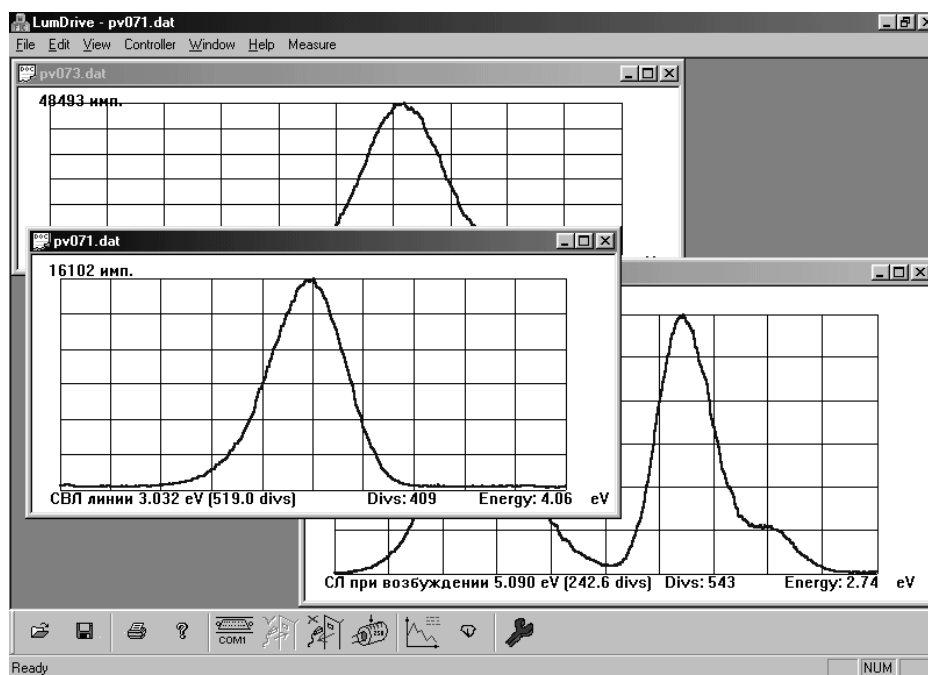 LumDrive - pv071.dat
File Edit View Controller Window Help Measure
pv073.dat
48493 имп.
pv071.dat
16102 имп.
СВЛ линии 3.032 eV (519.0 divs) Divs: 409 Energy: 4.06 eV
СЛ при возбуждении 5.090 eV (242.6 divs) Divs: 543 Energy: 2.74 eV
COM1
Ready NUM